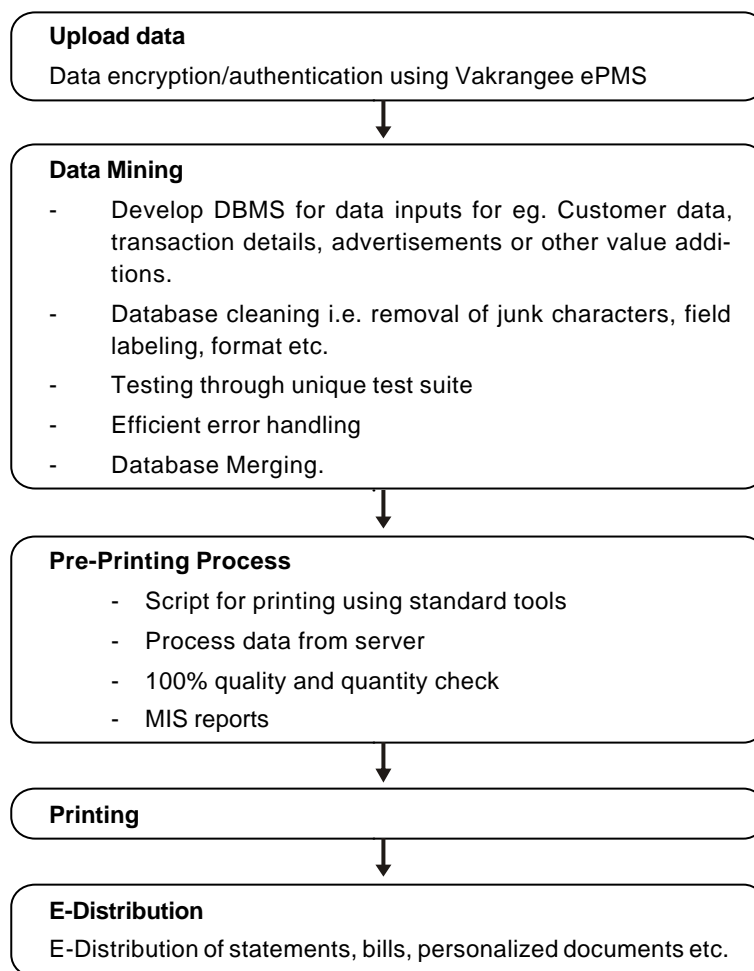 Upload data
Data encryption/authentication using Vakrangee ePMS
Data Mining
- Develop DBMS for data inputs for eg. Customer data,
transaction details, advertisements or other value addi-
tions.
- Database cleaning i.e. removal of junk characters, field
labeling, format etc.
- Testing through unique test suite
- Efficient error handling
- Database Merging.
Pre-Printing Process
- Script for printing using standard tools
- Process data from server
- 100% quality and quantity check
- MIS reports
Printing
E-Distribution
E-Distribution of statements, bills, personalized documents etc.